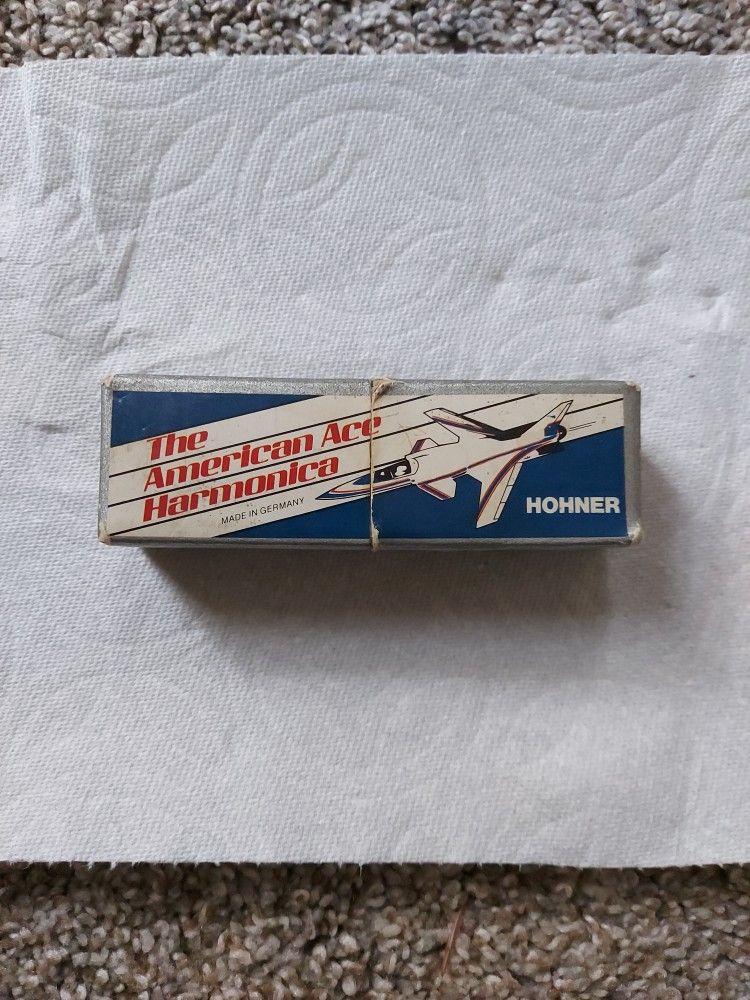 The
American Ace
Harmonica
MADE IN GERMANY
HOHNER